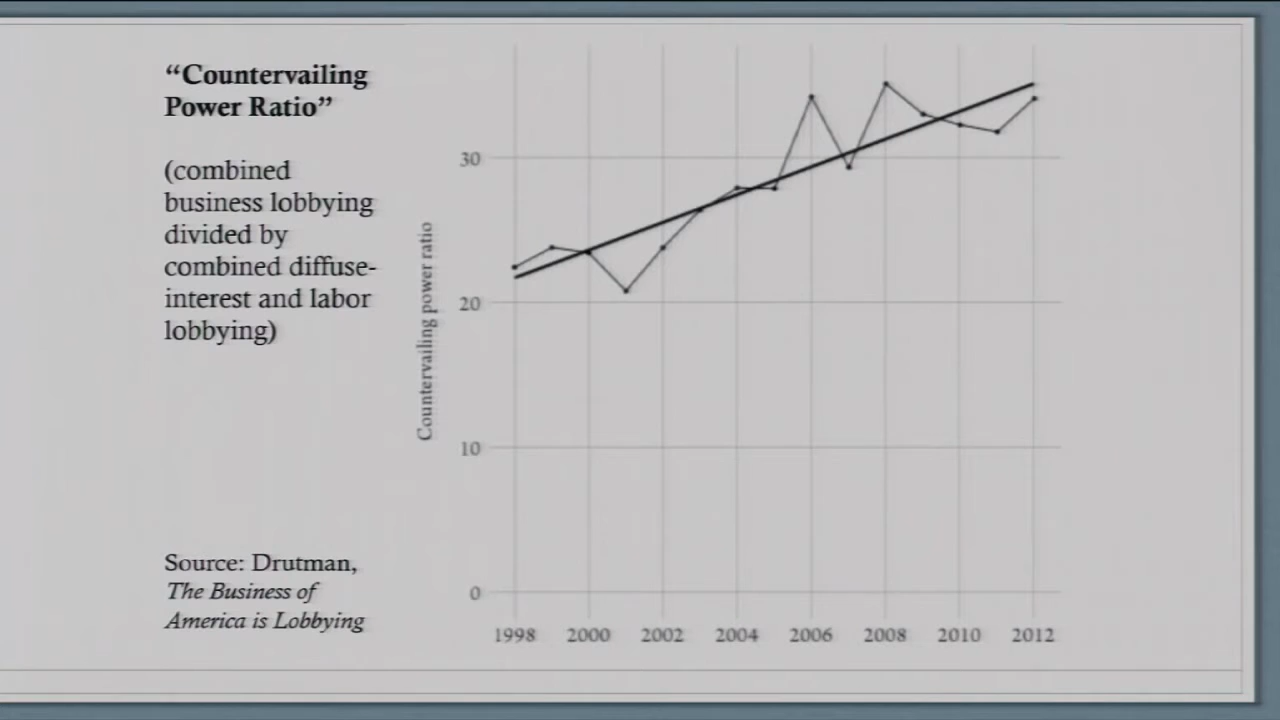 “Countervailing
Power Ratio”
(combined
business lobbying
divided by
combined diffuse-
interest and labor
lobbying)
Source: Drutman,
The Business of
America is Lobbying
Countervailing power ratio
30
20
10
0
1998 2000 2002 2004 2006 2008 2010 2012